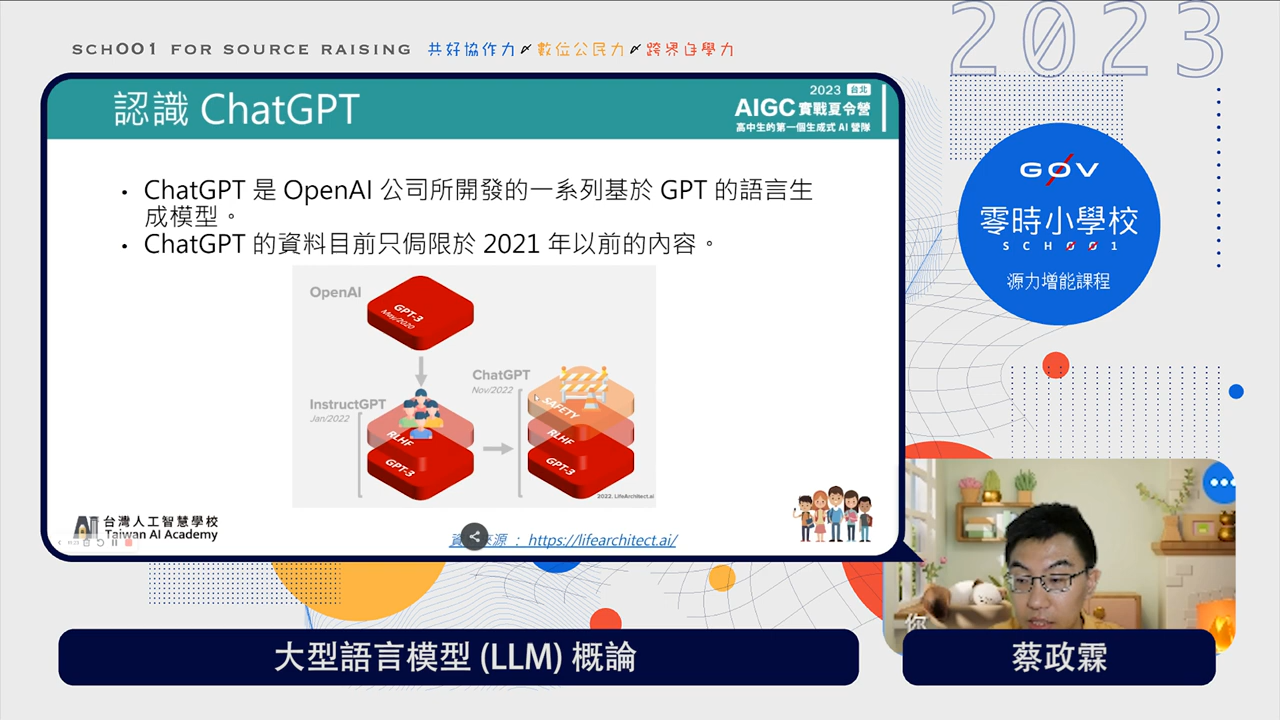 SCH001 FOR SOURCE RAISING 共好協作力 數位公民力 跨界自學力
2023
認識 ChatGPT
2023 台北
AIGC 實戰夏令營
高中生的第一個生成式 AI 營隊
• ChatGPT 是 OpenAI 公司所開發的一系列基於 GPT 的語言生
成模型。
• ChatGPT 的資料目前只侷限於 2021 年以前的內容。
OpenAI
GPT-3
May/2020
InstructGPT
Jan/2022
RLHF
GPT-3
ChatGPT
Nov/2022
SAFETY
RLHF
GPT-3
2022. LifeArchitect.ai
台灣人工智慧學校
Taiwan AI Academy
源 : https://lifearchitect.ai/
G0V
零時小學校
SCH001
源力增能課程
你
大型語言模型 (LLM) 概論
蔡政霖